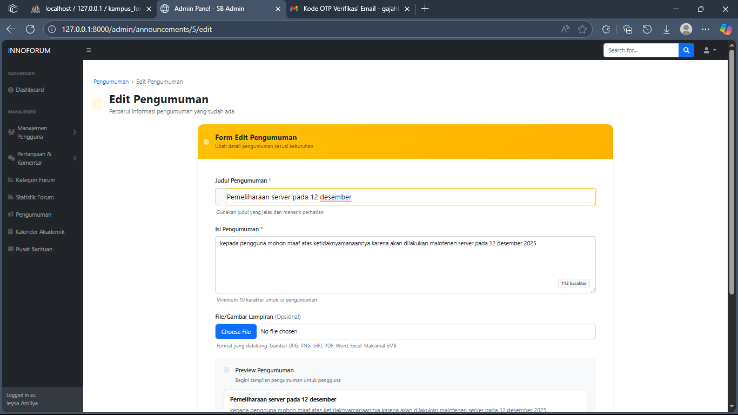 localhost / 127.0.0.1 / kampus_for
Admin Panel - SB Admin
Kode OTP Verifikasi Email - gajah
127.0.0.1:8000/admin/announcements/5/edit
INNOFORUM
Search for...
DASHBOARD
Dashboard
MANAJEMEN
Manajemen
Pengguna
Pertanyaan &
Komentar
Kategori Forum
Statistik Forum
Pengumuman
Kalender Akademik
Pusat Bantuan
Logged in as:
Pengumuman › Edit Pengumuman
Edit Pengumuman
Perbarui informasi pengumuman yang sudah ada
Form Edit Pengumuman
Ubah detail pengumuman sesuai kebutuhan
Judul Pengumuman *
Pemeliharaan server pada 12 desember
Gunakan judul yang jelas dan menarik perhatian
Isi Pengumuman *
kepada pengguna mohon maaf atas ketidaknyamanaannya karena akan dilakukan maintenen server pada 12 desember 2025
112 karakter
Minimum 10 karakter untuk isi pengumuman
File/Gambar Lampiran (Opsional)
Choose File No file chosen
Format yang didukung: Gambar (JPG, PNG, GIF), PDF, Word, Excel. Maksimal 5MB
Preview Pengumuman
Begini tampilan pengumuman untuk pengguna
Pemeliharaan server pada 12 desember
kepada pengguna mohon maaf atas ketidaknyamanaannya karena akan dilakukan maintenen server pada 12 desember 2025